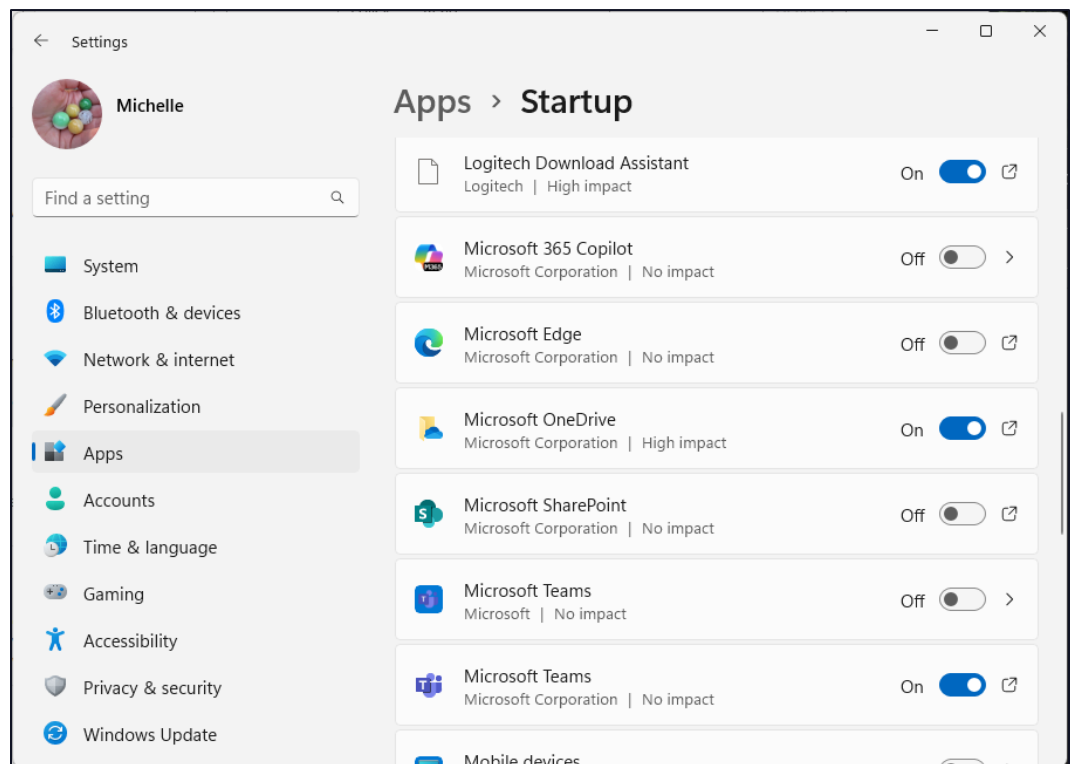 Settings
Michelle
Find a setting
System
Bluetooth & devices
Network & internet
Personalization
Apps
Accounts
Time & language
Gaming
Accessibility
Privacy & security
Windows Update
Apps > Startup
Logitech Download Assistant
Logitech | High impact
On
Microsoft 365 Copilot
Microsoft Corporation | No impact
Off
Microsoft Edge
Microsoft Corporation | No impact
Off
Microsoft OneDrive
Microsoft Corporation | High impact
On
Microsoft SharePoint
Microsoft Corporation | No impact
Off
Microsoft Teams
Microsoft | No impact
Off
Microsoft Teams
Microsoft Corporation | No impact
On
Mobile devices